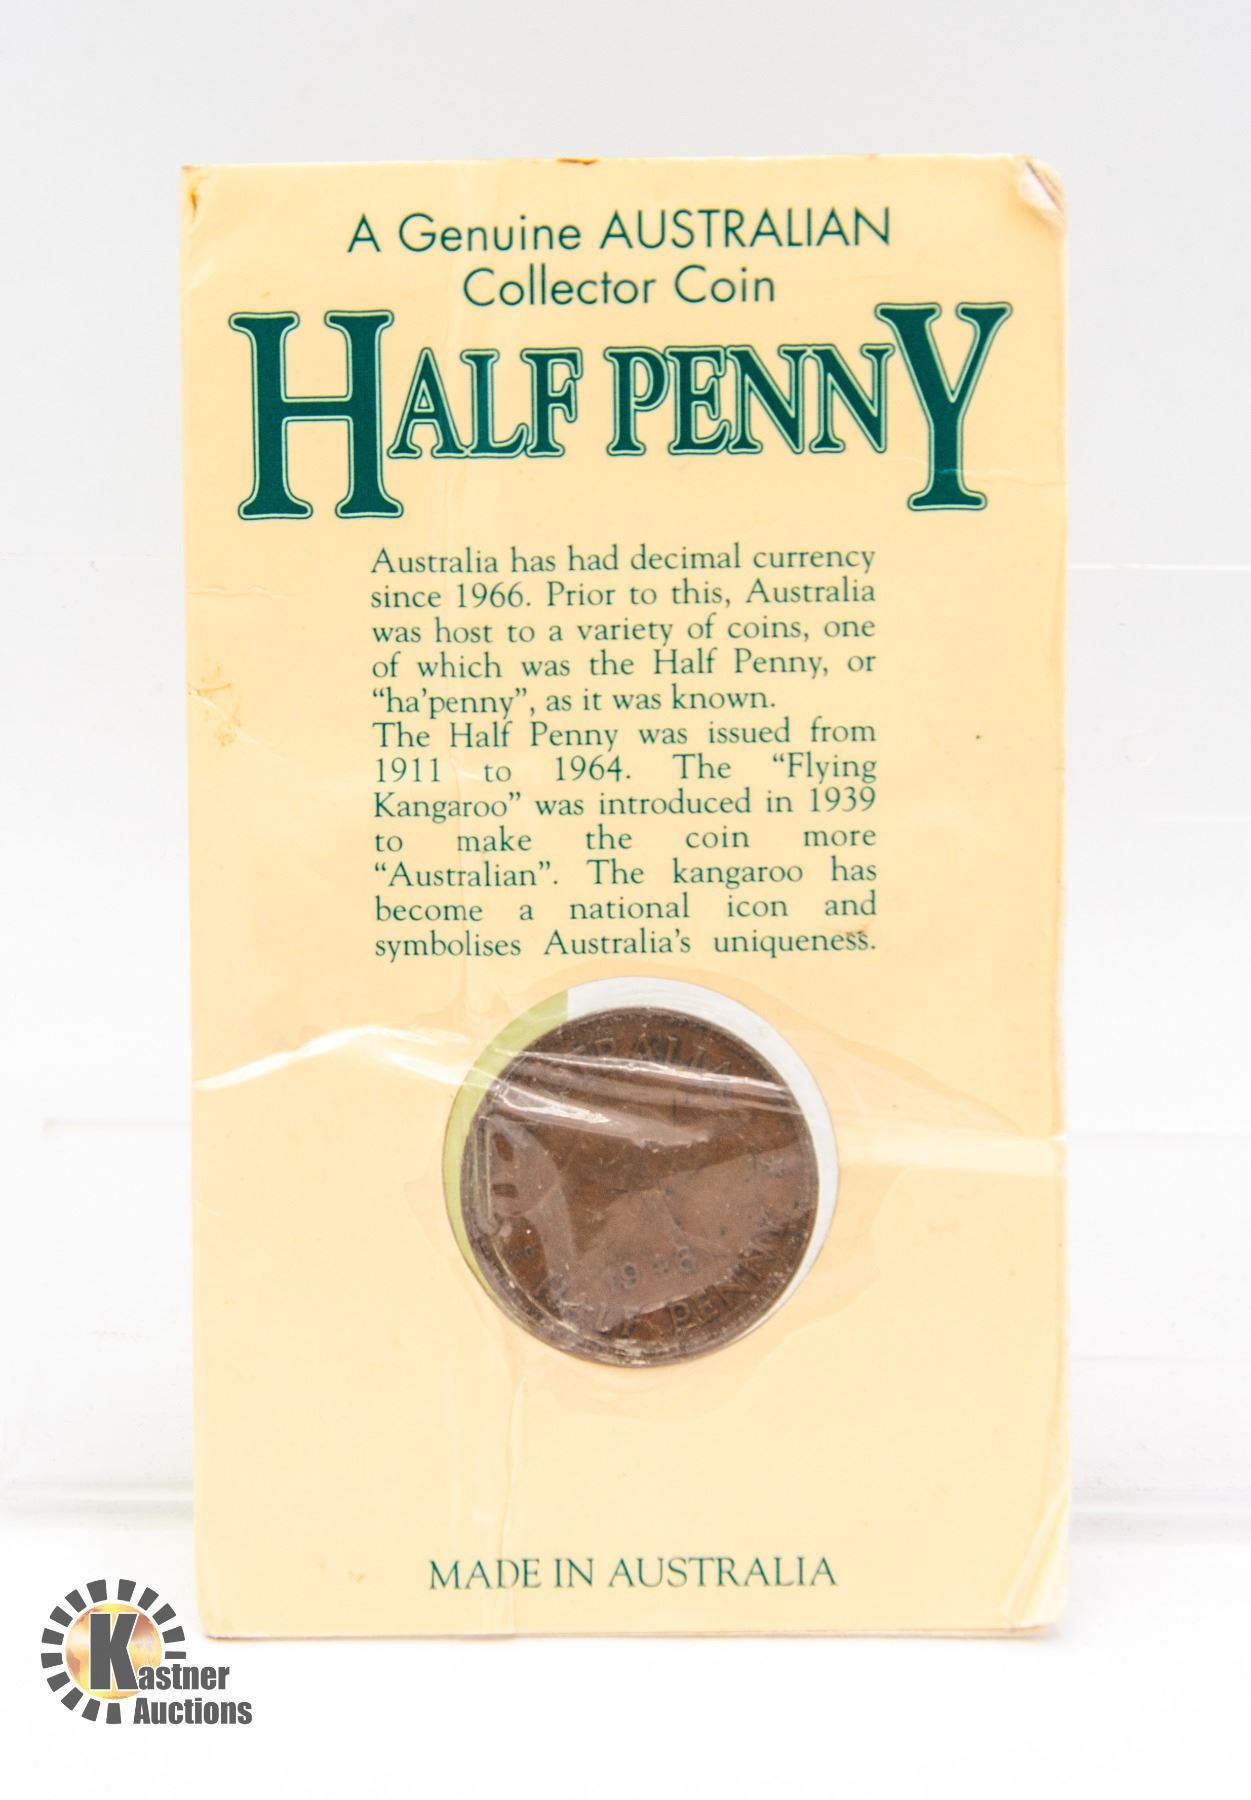 A Genuine AUSTRALIAN
Collector Coin
HALF PENNY
Australia has had decimal currency
since 1966. Prior to this, Australia
was host to a variety of coins, one
of which was the Half Penny, or
“ha’penny”, as it was known.
The Half Penny was issued from
1911 to 1964. The “Flying
Kangaroo” was introduced in 1939
to make the coin more
“Australian”. The kangaroo has
become a national icon and
symbolises Australia’s uniqueness.
HALF PENNY
MADE IN AUSTRALIA
Kastner
Auctions